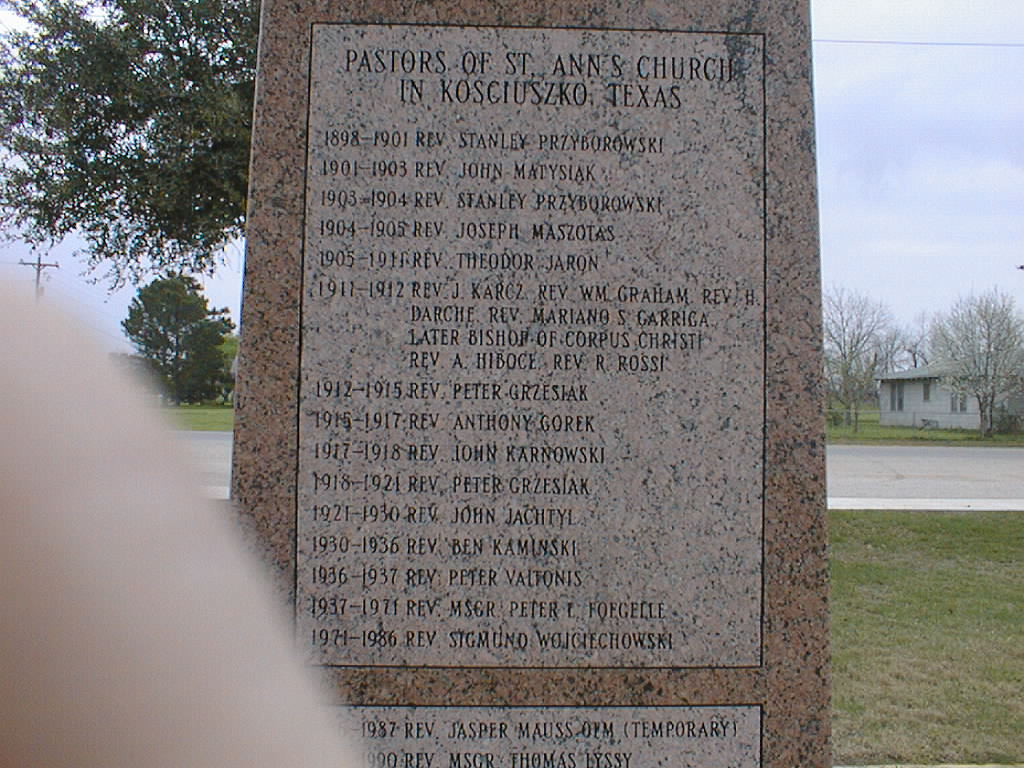 PASTORS OF ST. ANN'S CHURCH
IN KOSCIUSZKO, TEXAS
1898-1901 REV. STANLEY PRZYBOROWSKI
1901-1903 REV. JOHN MATYSIAK
1903-1904 REV. STANLEY PRZYBOROWSKI
1904-1905 REV. JOSEPH MASZOTAS
1905-1911 REV. THEODOR JARON
1911-1912 REV. J. KARCZ, REV. WM. GRAHAM, REV. H.
DARCHE, REV. MARIANO S. GARRIGA
LATER BISHOP OF CORPUS CHRISTI
REV. A. HIBOCE, REV. R. ROSSI
1912-1915 REV. PETER GRZESIAK
1915-1917 REV. ANTHONY GOREK
1917-1918 REV. JOHN KARNOWSKI
1918-1921 REV. PETER GRZESIAK
1921-1930 REV. JOHN JACHTYL
1930-1936 REV. BEN KAMINSKI
1936-1937 REV. PETER VALTONIS
1937-1971 REV. MSGR. PETER F. FOEGELLE
1971-1986 REV. SIGMUND WOJCIECHOWSKI
1987 REV. JASPER MAUSS OFM (TEMPORARY)
REV. MSGR. THOMAS LYSSY